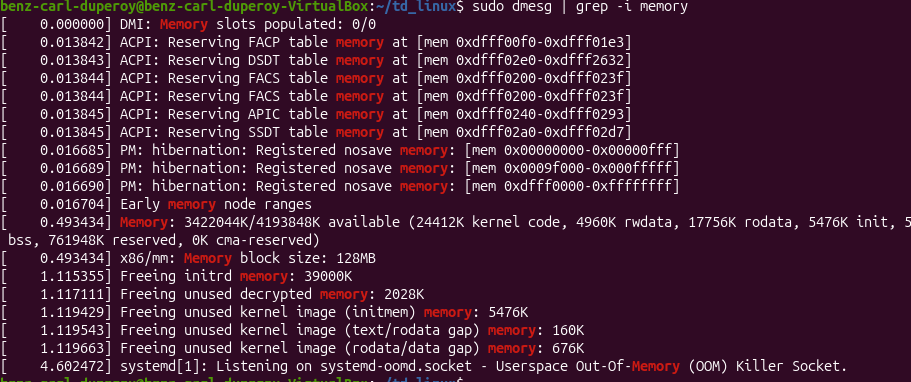 benz-carl-duperoy@benz-carl-duperoy-VirtualBox:~/td_linux$ sudo dmesg | grep -i memory
[    0.000000] DMI: Memory slots populated: 0/0
[    0.013842] ACPI: Reserving FACP table memory at [mem 0xdfff00f0-0xdfff01e3]
[    0.013843] ACPI: Reserving DSDT table memory at [mem 0xdfff02e0-0xdfff2632]
[    0.013844] ACPI: Reserving FACS table memory at [mem 0xdfff0200-0xdfff023f]
[    0.013844] ACPI: Reserving FACS table memory at [mem 0xdfff0200-0xdfff023f]
[    0.013845] ACPI: Reserving APIC table memory at [mem 0xdfff0240-0xdfff0293]
[    0.013845] ACPI: Reserving SSDT table memory at [mem 0xdfff02a0-0xdfff02d7]
[    0.016685] PM: hibernation: Registered nosave memory: [mem 0x00000000-0x00000fff]
[    0.016689] PM: hibernation: Registered nosave memory: [mem 0x0009f000-0x000fffff]
[    0.016690] PM: hibernation: Registered nosave memory: [mem 0xdfff0000-0xffffffff]
[    0.016704] Early memory node ranges
[    0.493434] Memory: 3422044K/4193848K available (24412K kernel code, 4960K rwdata, 17756K rodata, 5476K init, 5
bss, 761948K reserved, 0K cma-reserved)
[    0.493434] x86/mm: Memory block size: 128MB
[    1.115355] Freeing initrd memory: 39000K
[    1.117111] Freeing unused decrypted memory: 2028K
[    1.119429] Freeing unused kernel image (initmem) memory: 5476K
[    1.119543] Freeing unused kernel image (text/rodata gap) memory: 160K
[    1.119663] Freeing unused kernel image (rodata/data gap) memory: 676K
[    4.602472] systemd[1]: Listening on systemd-oomd.socket - Userspace Out-Of-Memory (OOM) Killer Socket.
benz-carl-duperoy@benz-carl-duperoy-VirtualBox:~/td_linux$